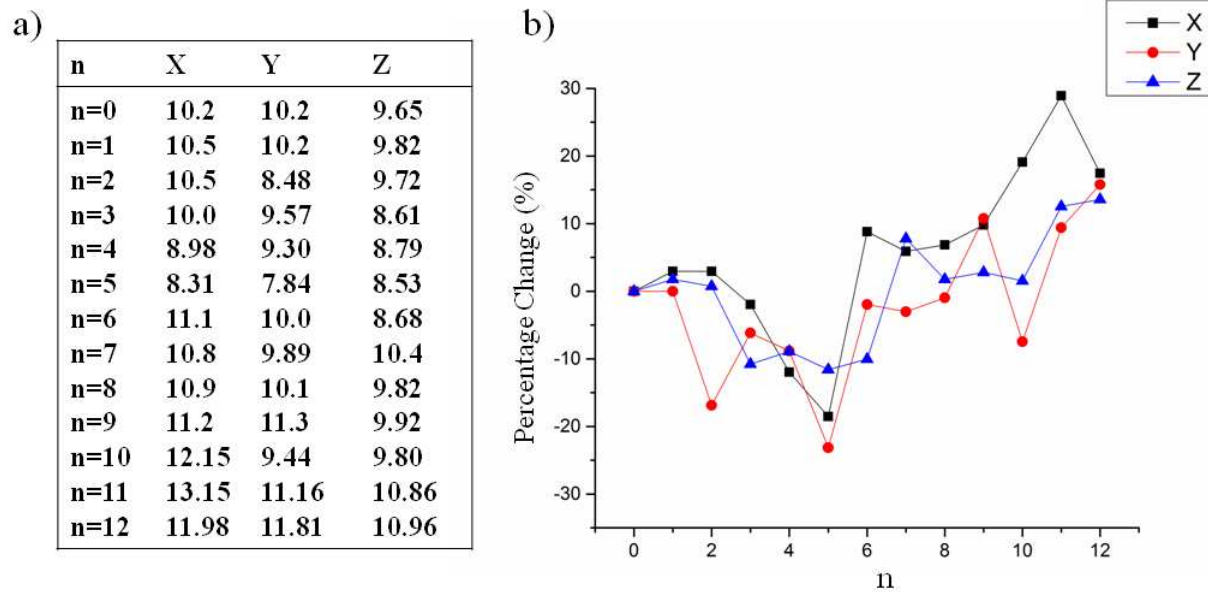 a)
n X Y Z
n=0 10.2 10.2 9.65
n=1 10.5 10.2 9.82
n=2 10.5 8.48 9.72
n=3 10.0 9.57 8.61
n=4 8.98 9.30 8.79
n=5 8.31 7.84 8.53
n=6 11.1 10.0 8.68
n=7 10.8 9.89 10.4
n=8 10.9 10.1 9.82
n=9 11.2 11.3 9.92
n=10 12.15 9.44 9.80
n=11 13.15 11.16 10.86
n=12 11.98 11.81 10.96
b)
X
Y
Z
Percentage Change (%)
30
20
10
0
-10
-20
-30
0 2 4 6 8 10 12
n